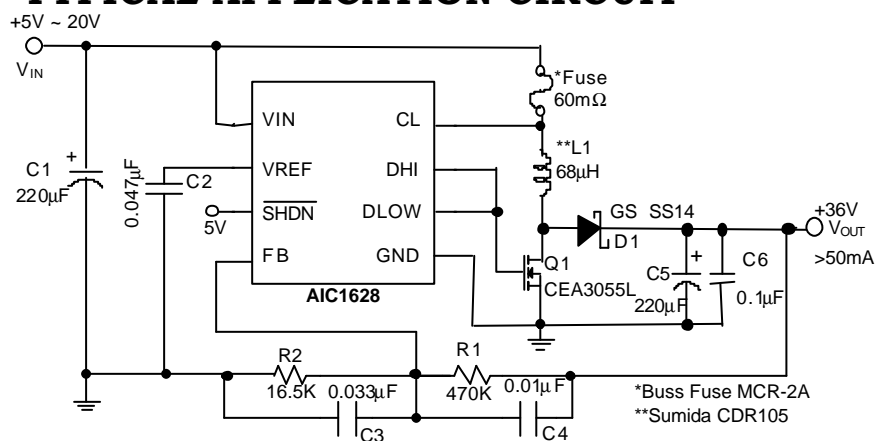 TYPICAL APPLICATION CIRCUIT
+5V ~ 20V
VIN
*Fuse
60mΩ
VIN
CL
**L1
68μH
C1
+
220μF
0.047μF
C2
VREF
DHI
SHDN
5V
DLOW
GS SS14
D1
+36V
VOUT
>50mA
FB
GND
Q1
CEA3055L
C5
+
220μF
C6
0.1μF
AIC1628
R2
16.5K
0.033μF
C3
R1
470K
0.01μF
C4
*Buss Fuse MCR-2A
**Sumida CDR105